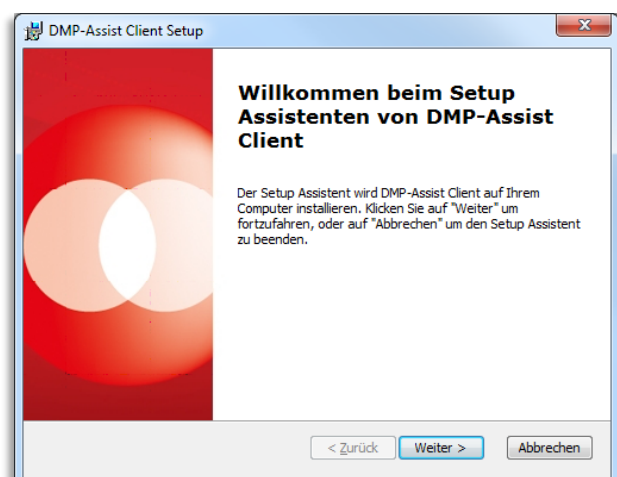 DMP-Assist Client Setup
Willkommen beim Setup
Assistenten von DMP-Assist
Client
Der Setup Assistent wird DMP-Assist Client auf Ihrem
Computer installieren. Klicken Sie auf "Weiter" um
fortzufahren, oder auf "Abbrechen" um den Setup Assistent
zu beenden.
< Zurück Weiter > Abbrechen